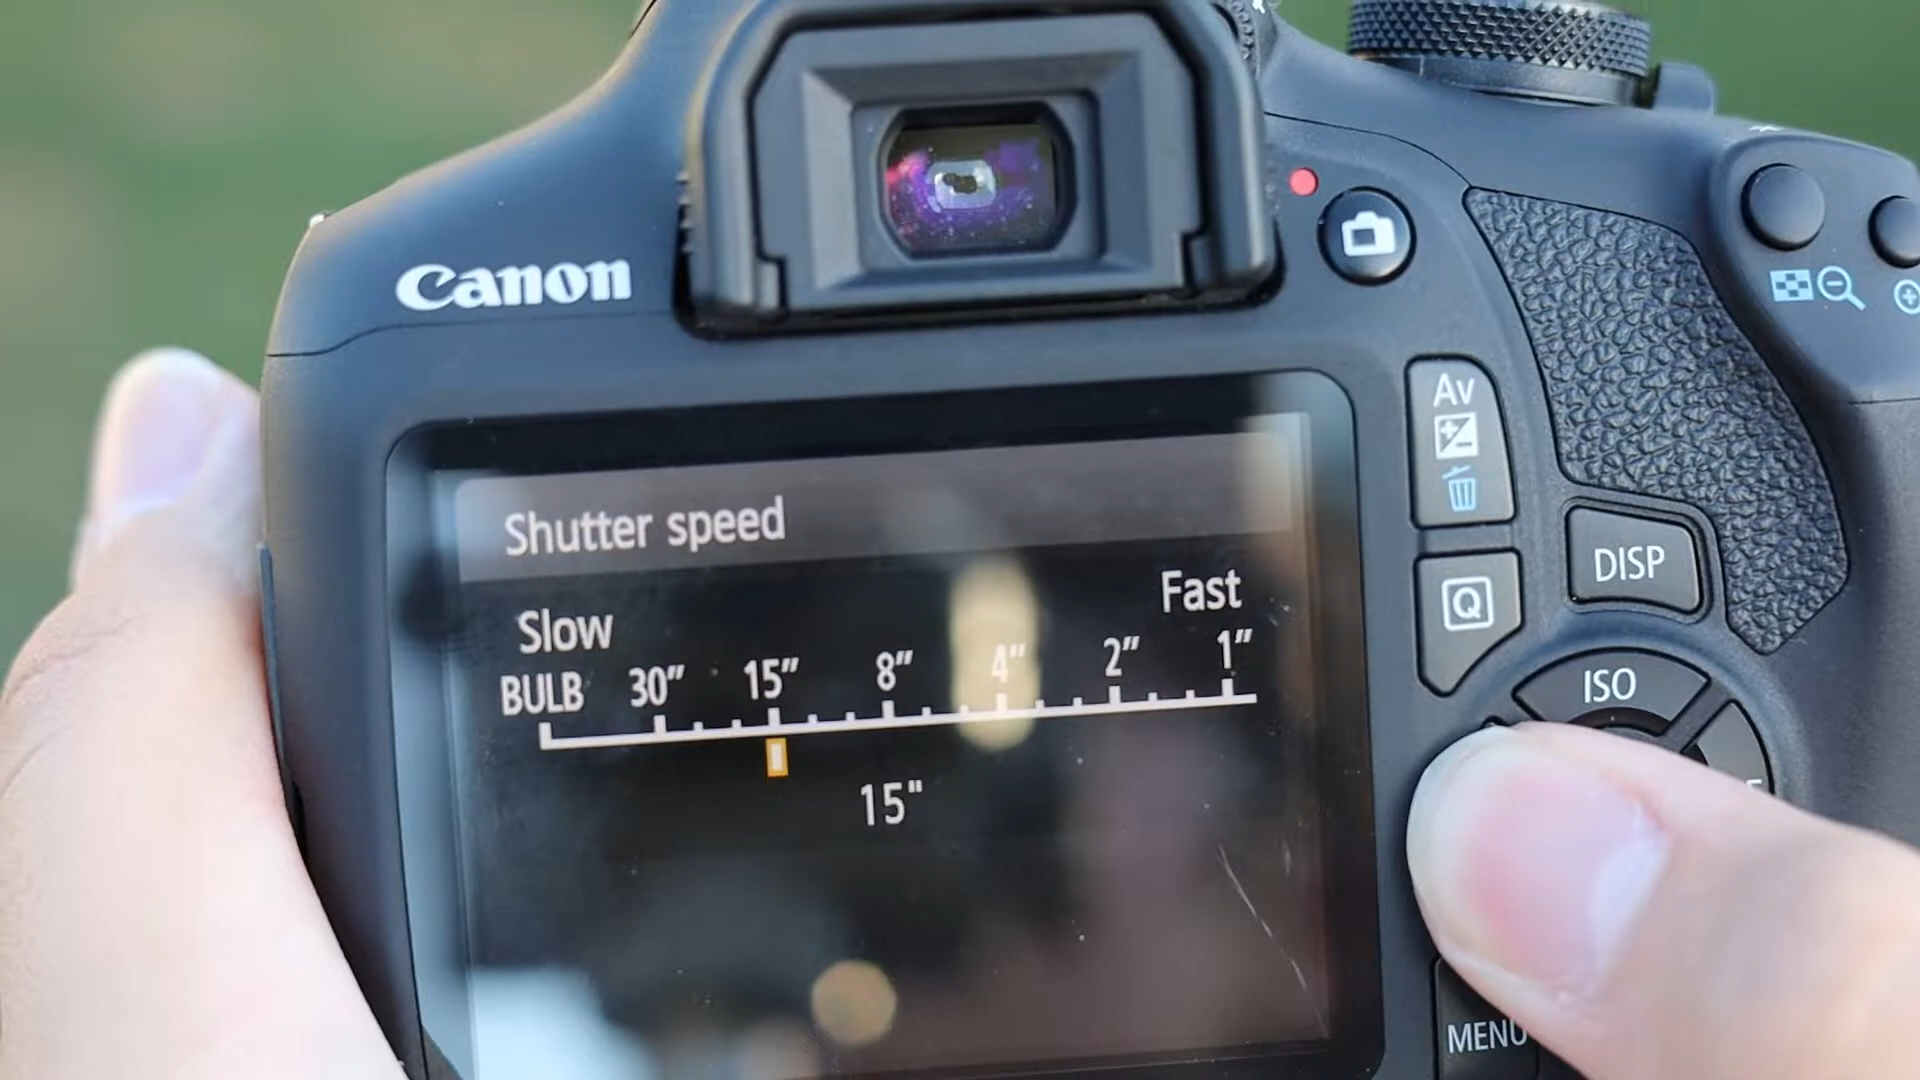 Canon
Av
DISP
Q
ISO
MENU
Shutter speed
Slow
Fast
BULB 30" 15" 8" 4" 2" 1"
15"